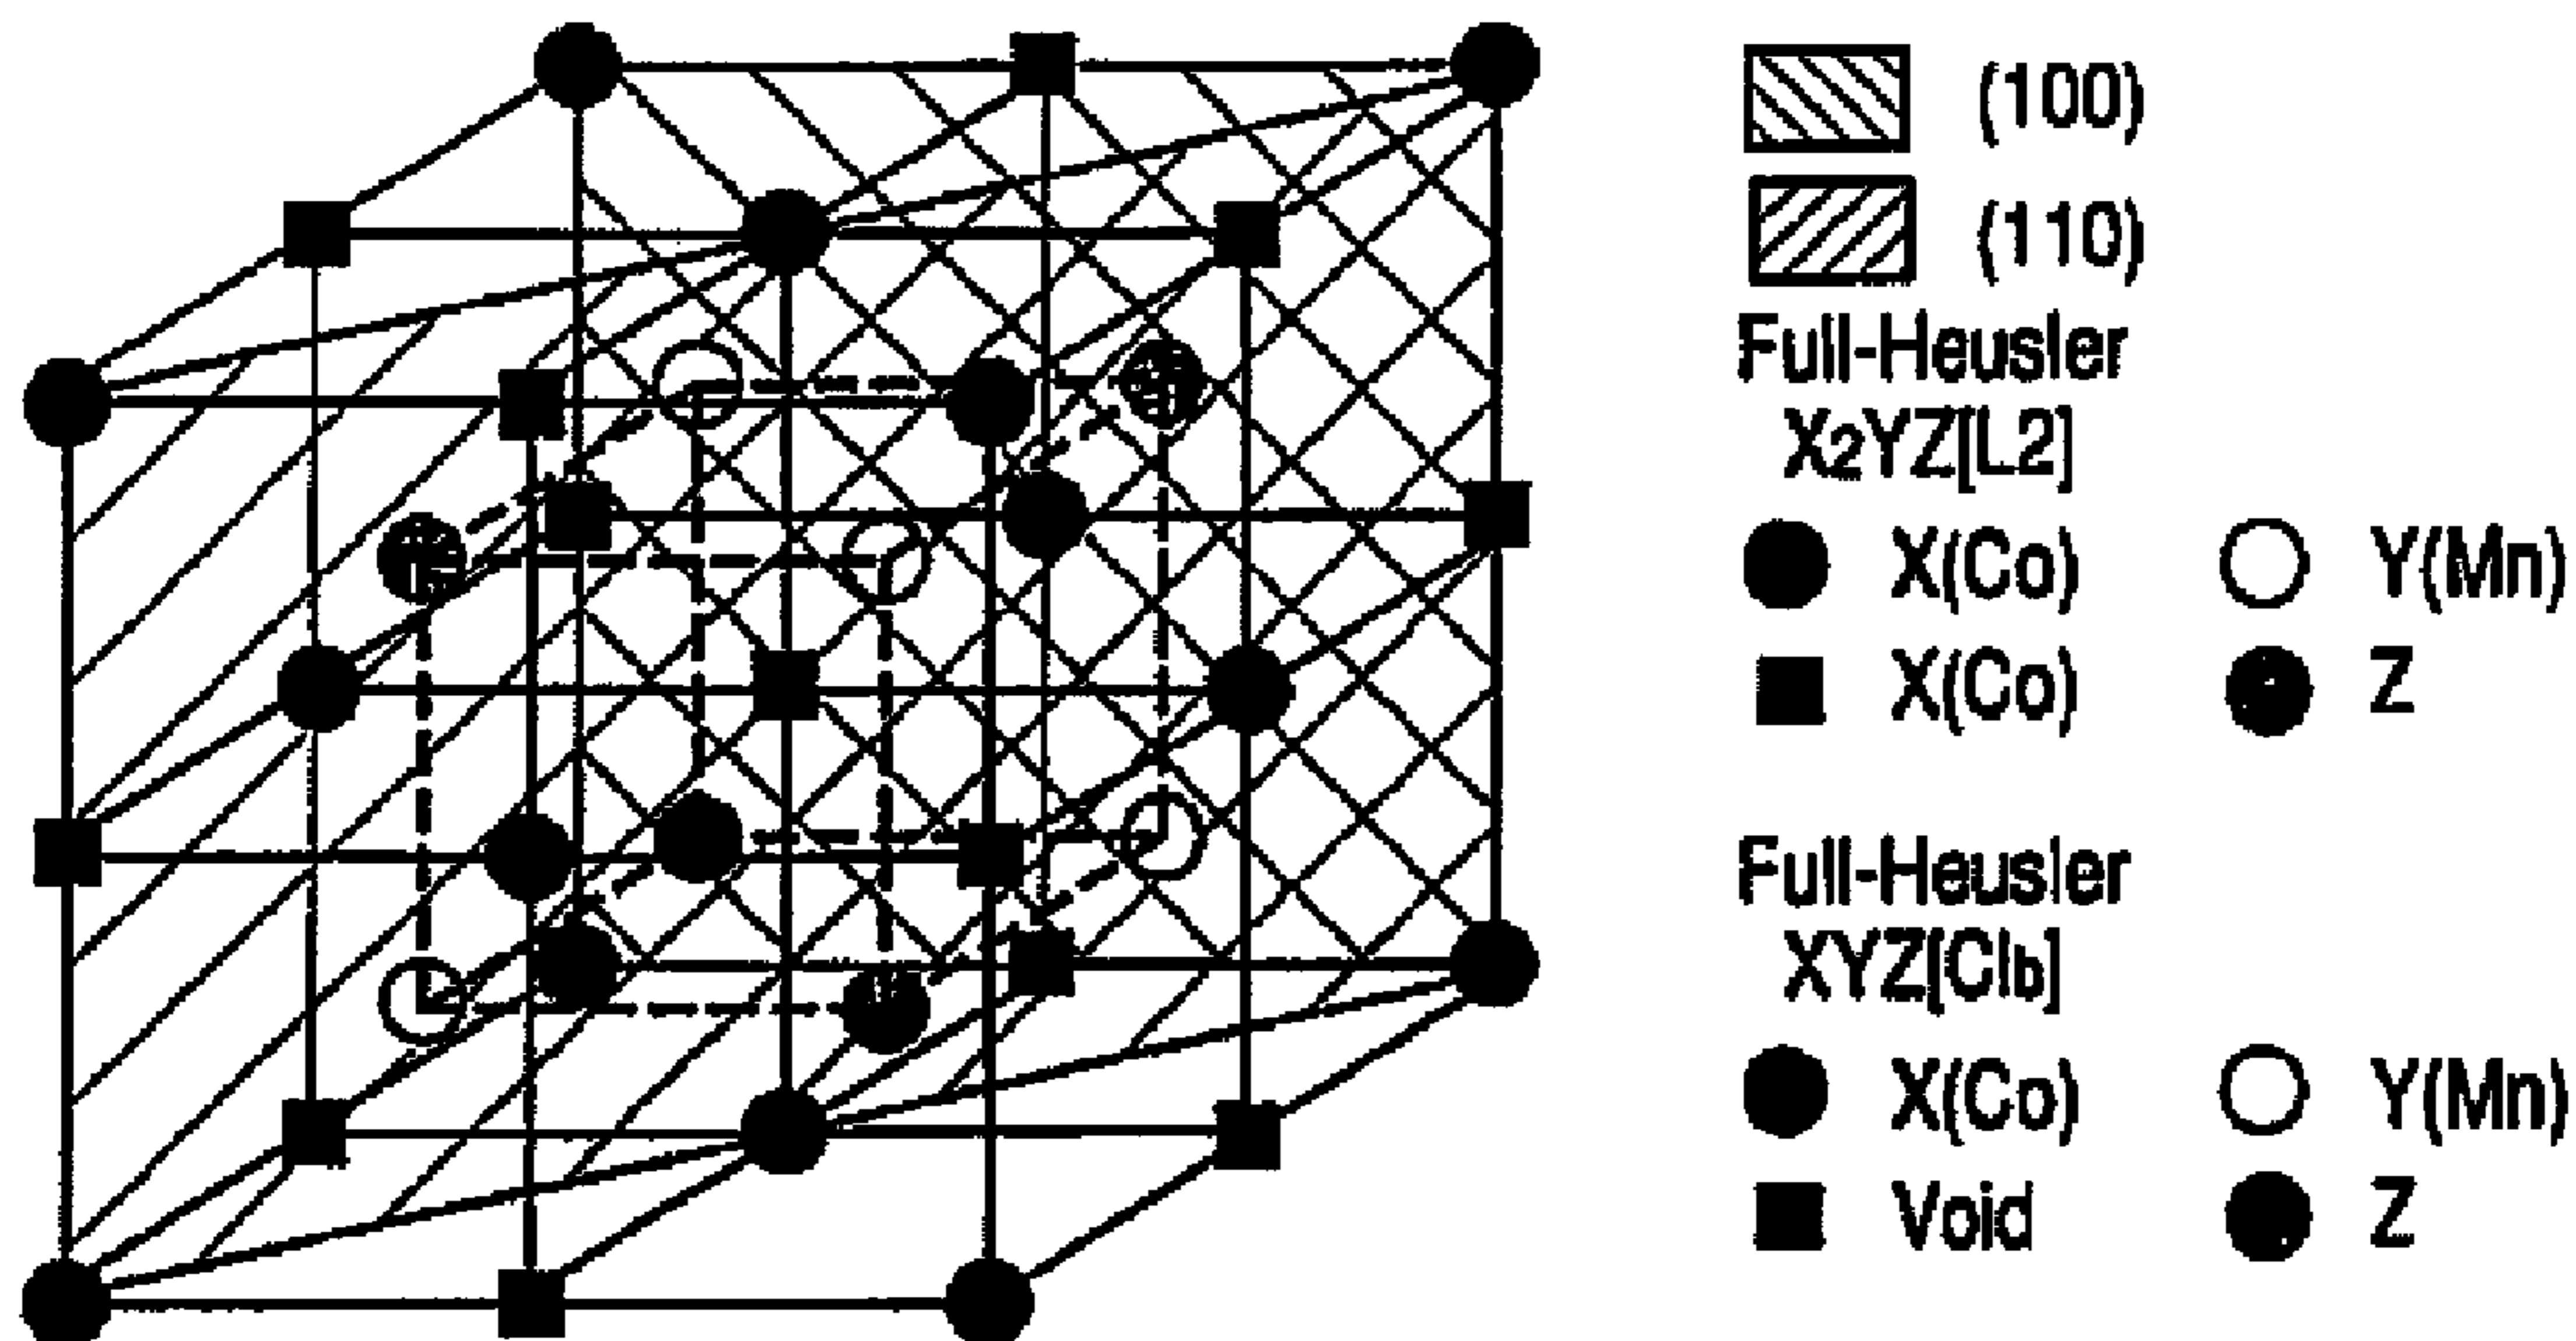 (100)
(110)
Full-Heusler
X2YZ[L2]
X(Co) Y(Mn)
X(Co) Z
Full-Heusler
XYZ[Clb]
X(Co) Y(Mn)
Void Z